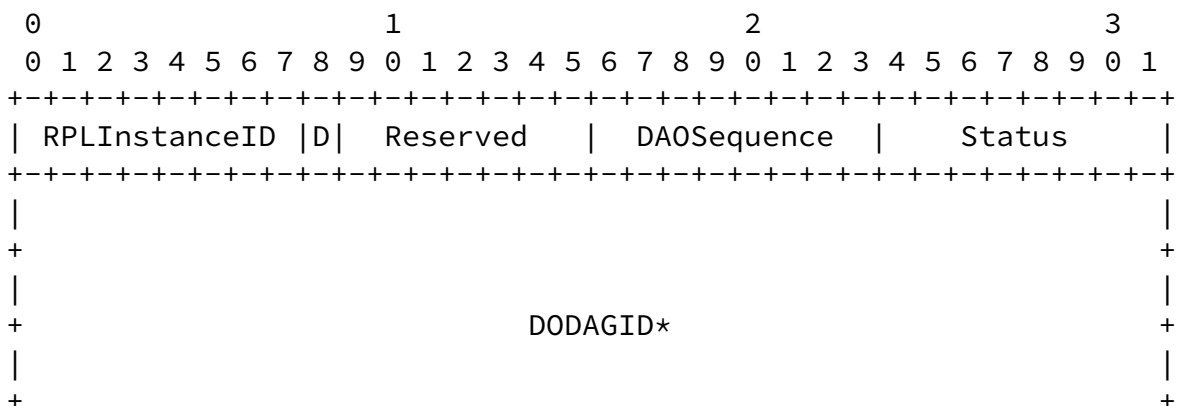 0 1 2 3
0 1 2 3 4 5 6 7 8 9 0 1 2 3 4 5 6 7 8 9 0 1 2 3 4 5 6 7 8 9 0 1
+-+-+-+-+-+-+-+-+-+-+-+-+-+-+-+-+-+-+-+-+-+-+-+-+-+-+-+-+-+-+-+-+
| RPLInstanceID |D| Reserved | DAOSequence | Status |
+-+-+-+-+-+-+-+-+-+-+-+-+-+-+-+-+-+-+-+-+-+-+-+-+-+-+-+-+-+-+-+-+
| |
+ +
| |
+ DODAGID* +
| |
+ +